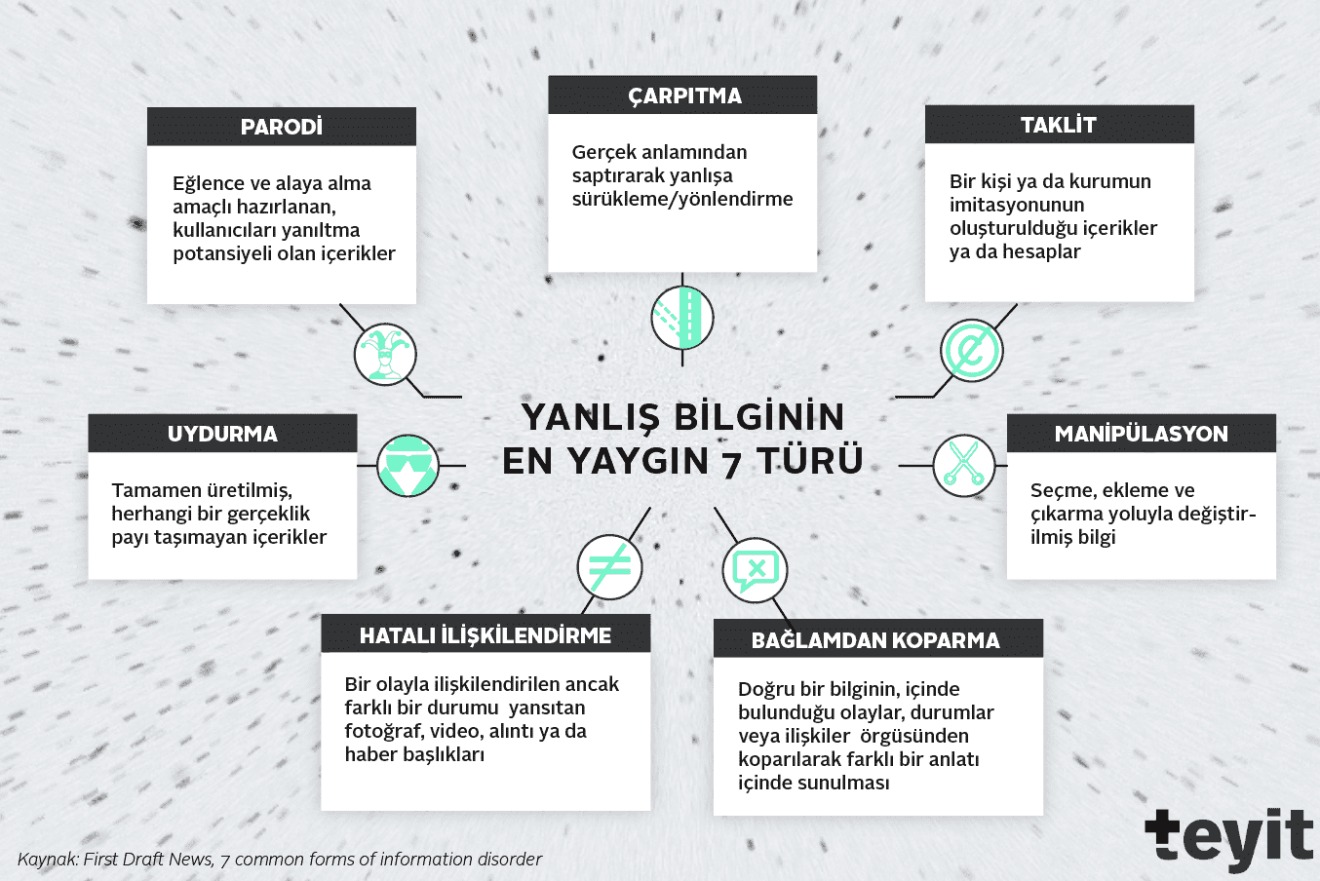 ÇARPITMA
Gerçek anlamından
saptırarak yanlışa
sürükleme/yönlendirme
PARODİ
Eğlence ve alaya alma
amaçlı hazırlanan,
kullanıcıları yanıltma
potansiyeli olan içerikler
TAKLİT
Bir kişi ya da kurumun
imitasyonunun
oluşturulduğu içerikler
ya da hesaplar
YANLIŞ BİLGİNİN
EN YAYGIN 7 TÜRÜ
UYDURMA
Tamamen üretilmiş,
herhangi bir gerçeklik
payı taşımayan içerikler
MANİPÜLASYON
Seçme, ekleme ve
çıkarma yoluyla değiştir-
ilmiş bilgi
HATALI İLİŞKİLENDİRME
Bir olayla ilişkilendirilen ancak
farklı bir durumu yansıtan
fotoğraf, video, alıntı ya da
haber başlıkları
BAĞLAMDAN KOPARMA
Doğru bir bilginin, içinde
bulunduğu olaylar, durumlar
veya ilişkiler örgüsünden
koparılarak farklı bir anlatı
içinde sunulması
teyit
Kaynak: First Draft News, 7 common forms of information disorder